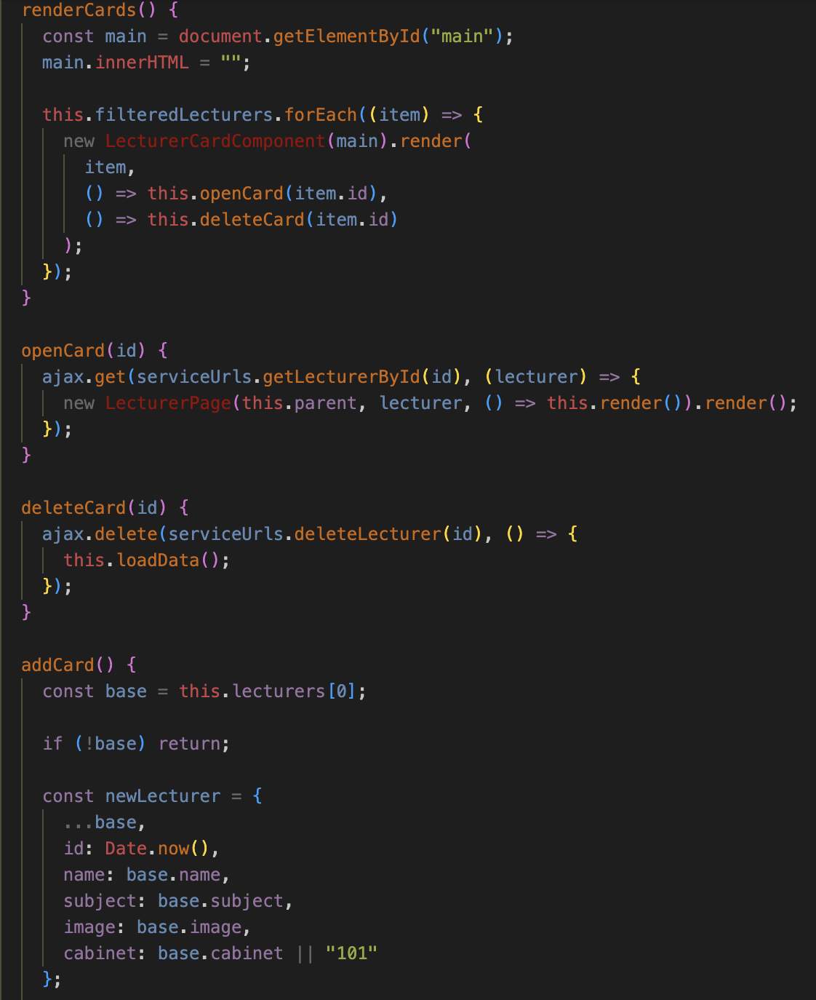 renderCards() {
  const main = document.getElementById("main");
  main.innerHTML = "";

  this.filteredLecturers.forEach((item) => {
    new LecturerCardComponent(main).render(
      item,
      () => this.openCard(item.id),
      () => this.deleteCard(item.id)
    );
  });
}

openCard(id) {
  ajax.get(serviceUrls.getLecturerById(id), (lecturer) => {
    new LecturerPage(this.parent, lecturer, () => this.render()).render();
  });
}

deleteCard(id) {
  ajax.delete(serviceUrls.deleteLecturer(id), () => {
    this.loadData();
  });
}

addCard() {
  const base = this.lecturers[0];

  if (!base) return;

  const newLecturer = {
    ...base,
    id: Date.now(),
    name: base.name,
    subject: base.subject,
    image: base.image,
    cabinet: base.cabinet || "101"
  };